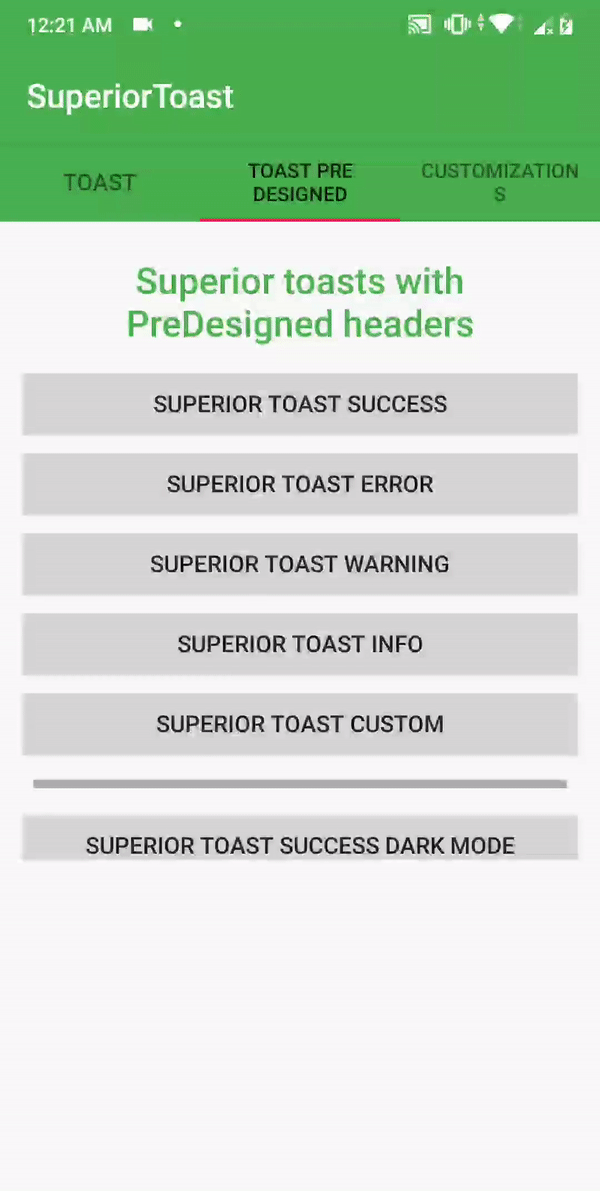 12:21 AM
SuperiorToast
TOAST
TOAST PRE
DESIGNED
CUSTOMIZATION
S
Superior toasts with
PreDesigned headers
SUPERIOR TOAST SUCCESS
SUPERIOR TOAST ERROR
SUPERIOR TOAST WARNING
SUPERIOR TOAST INFO
SUPERIOR TOAST CUSTOM
SUPERIOR TOAST SUCCESS DARK MODE